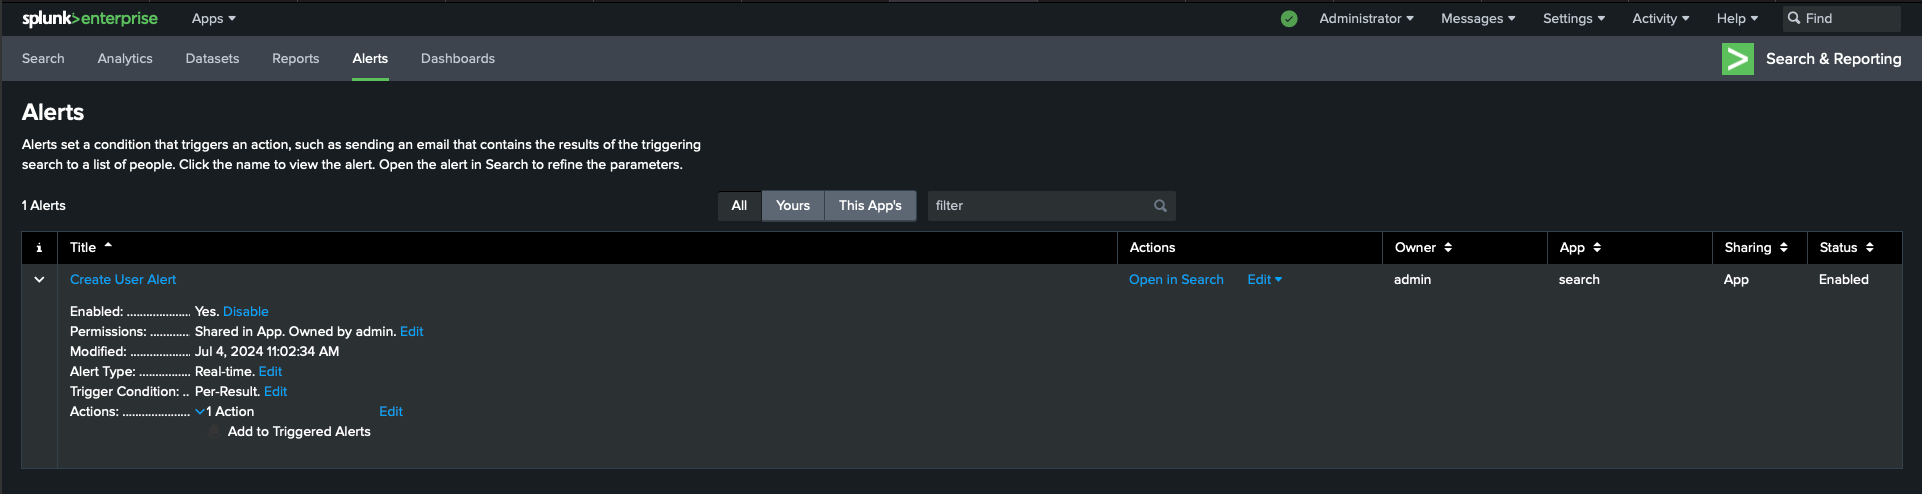 splunk>enterprise Apps Administrator Messages Settings Activity Help Find
Search Analytics Datasets Reports Alerts Dashboards > Search & Reporting
Alerts
Alerts set a condition that triggers an action, such as sending an email that contains the results of the triggering
search to a list of people. Click the name to view the alert. Open the alert in Search to refine the parameters.
1 Alerts All Yours This App's filter
i Title Actions Owner App Sharing Status
Create User Alert Open in Search Edit admin search App Enabled
Enabled: .................... Yes. Disable
Permissions: ............ Shared in App. Owned by admin. Edit
Modified: ................... Jul 4, 2024 11:02:34 AM
Alert Type: ................ Real-time. Edit
Trigger Condition: .. Per-Result. Edit
Actions: ..................... 1 Action Edit
Add to Triggered Alerts